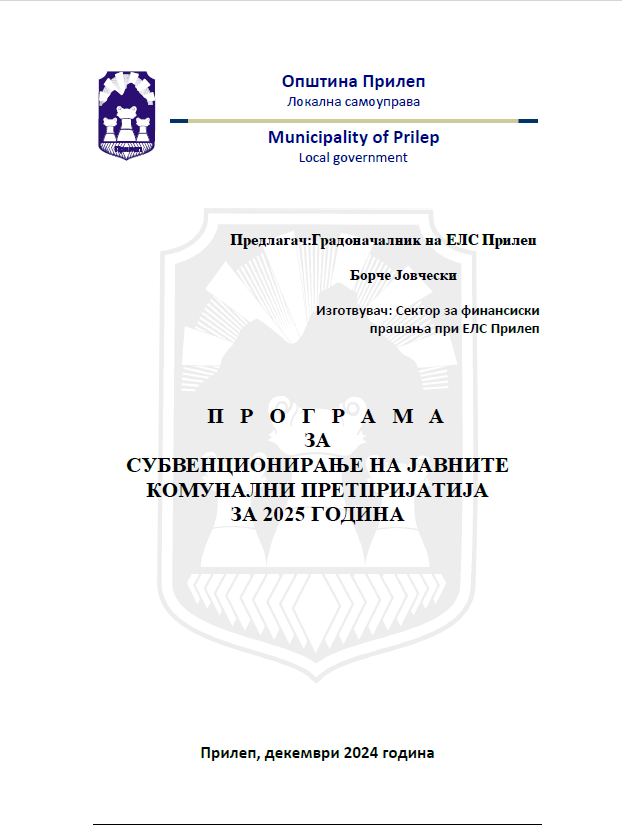 Општина Прилеп
Локална самоуправа
Municipality of Prilep
Local government
Предлагач:Градоначалник на ЕЛС Прилеп
Борче Јовчески
Изготвувач: Сектор за финансиски
прашања при ЕЛС Прилеп
П Р О Г Р А М А
ЗА
СУБВЕНЦИОНИРАЊЕ НА ЈАВНИТЕ
КОМУНАЛНИ ПРЕТПРИЈАТИЈА
ЗА 2025 ГОДИНА
Прилеп, декември 2024 година